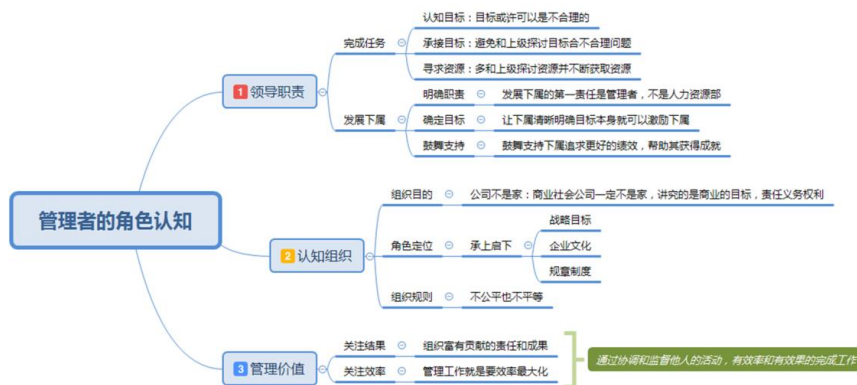 管理者的角色认知
1 领导职责
完成任务
认知目标：目标或许可以是不合理的
承接目标：避免和上级探讨目标合不合理问题
寻求资源：多和上级探讨资源并不断获取资源
发展下属
明确职责
发展下属的第一责任是管理者，不是人力资源部
确定目标
让下属清晰明确目标本身就可以激励下属
鼓舞支持
鼓舞支持下属追求更好的绩效，帮助其获得成就
2 认知组织
组织目的
公司不是家：商业社会公司一定不是家，讲究的是商业的目标，责任义务权利
角色定位
承上启下
战略目标
企业文化
规章制度
组织规则
不公平也不平等
3 管理价值
关注结果
组织富有贡献的责任和成果
关注效率
管理工作就是要效率最大化
通过协调和监督他人的活动，有效率和有效果的完成工作